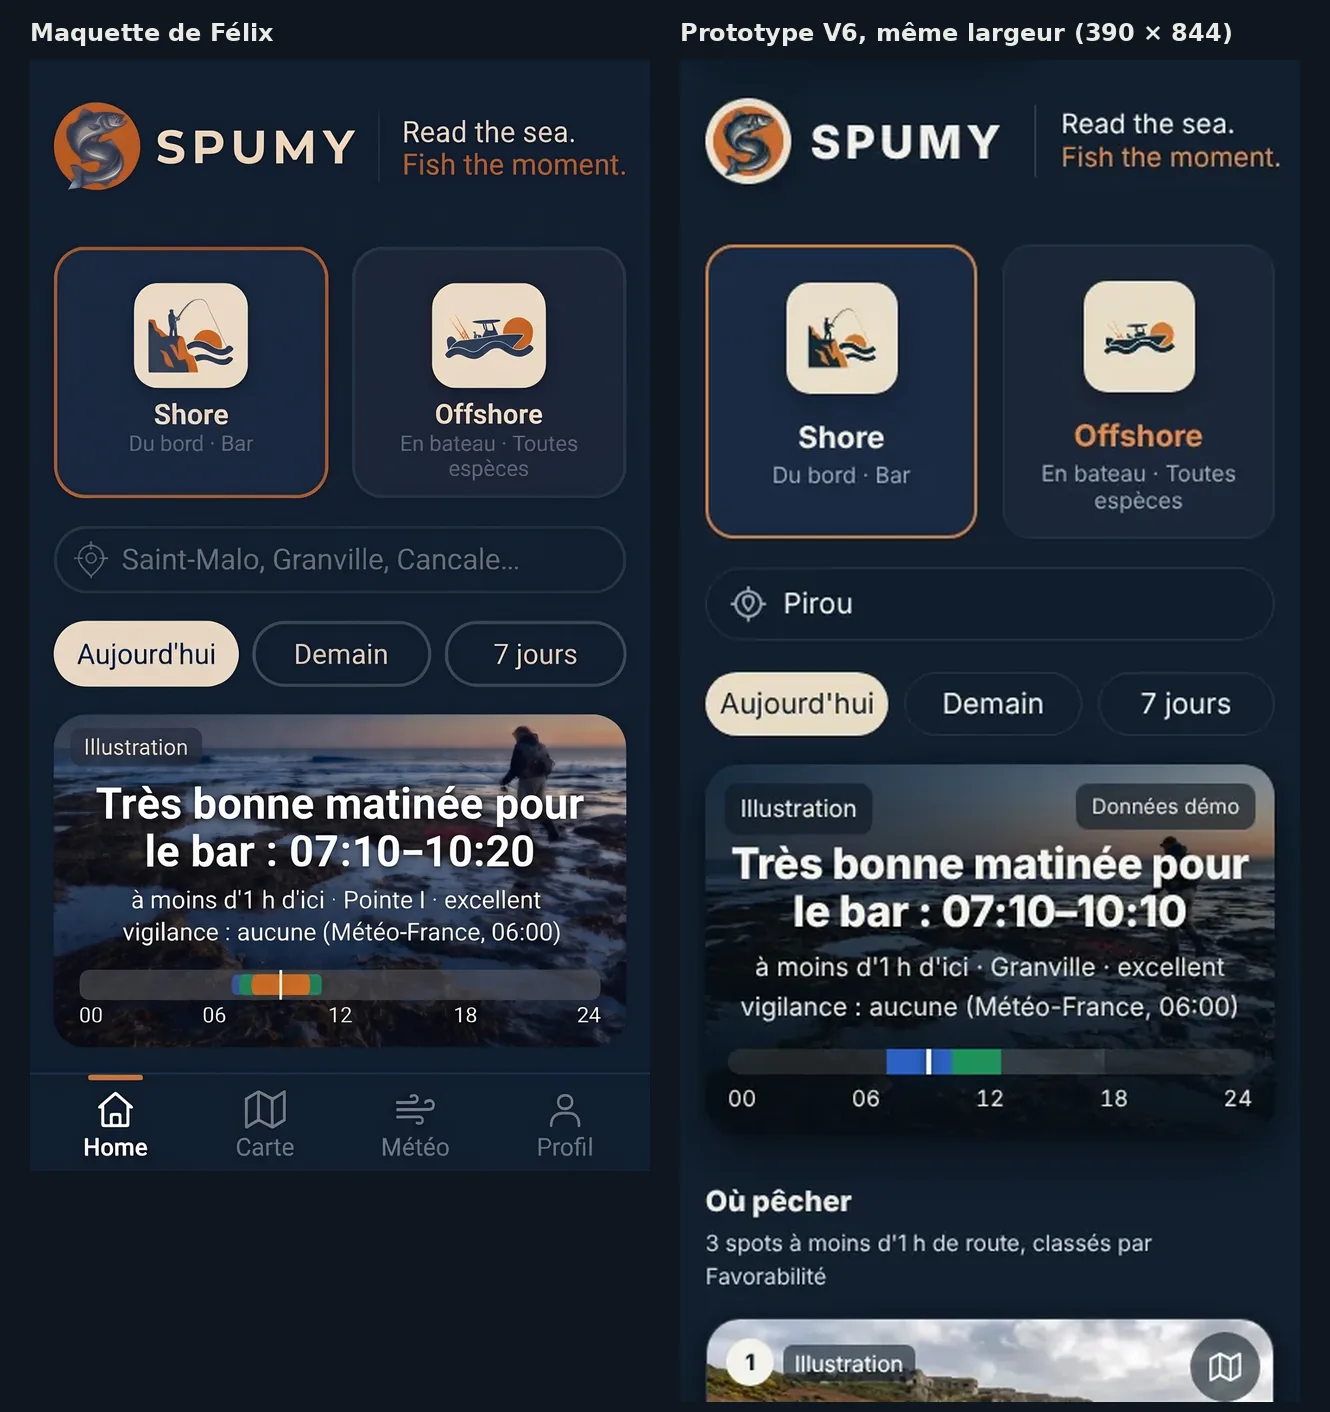 Maquette de Félix
SPUMY
Read the sea.
Fish the moment.
Shore
Du bord · Bar
Offshore
En bateau · Toutes
espèces
Saint-Malo, Granville, Cancale...
Aujourd'hui
Demain
7 jours
Illustration
Très bonne matinée pour
le bar : 07:10–10:20
à moins d'1 h d'ici · Pointe I · excellent
vigilance : aucune (Météo-France, 06:00)
00 06 12 18 24
Home
Carte
Météo
Profil
Prototype V6, même largeur (390 × 844)
SPUMY
Read the sea.
Fish the moment.
Shore
Du bord · Bar
Offshore
En bateau · Toutes
espèces
Pirou
Aujourd'hui
Demain
7 jours
Illustration
Données démo
Très bonne matinée pour
le bar : 07:10–10:10
à moins d'1 h d'ici · Granville · excellent
vigilance : aucune (Météo-France, 06:00)
00 06 12 18 24
Où pêcher
3 spots à moins d'1 h de route, classés par
Favorabilité
1
Illustration